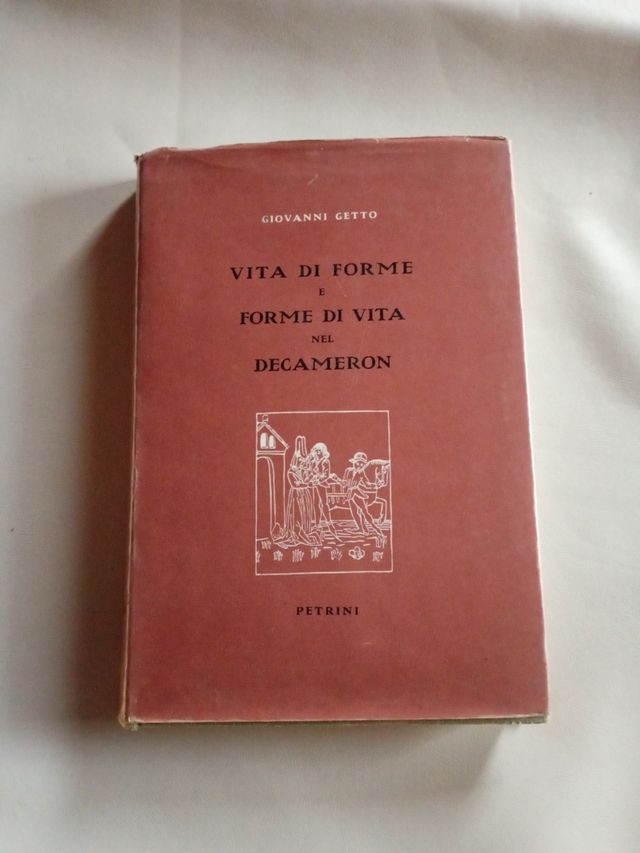 GIOVANNI GETTO
VITA DI FORME
E
FORME DI VITA
NEL
DECAMERON
PETRINI